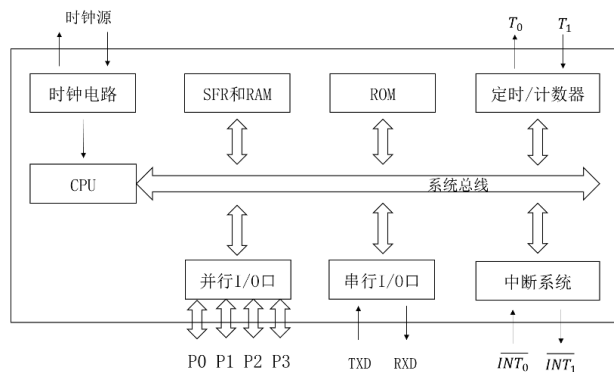 时钟源
T₀
T₁
时钟电路
SFR和RAM
ROM
定时/计数器
CPU
系统总线
并行I/O口
串行I/O口
中断系统
P0
P1
P2
P3
TXD
RXD
I̅N̅T̅₀
I̅N̅T̅₁